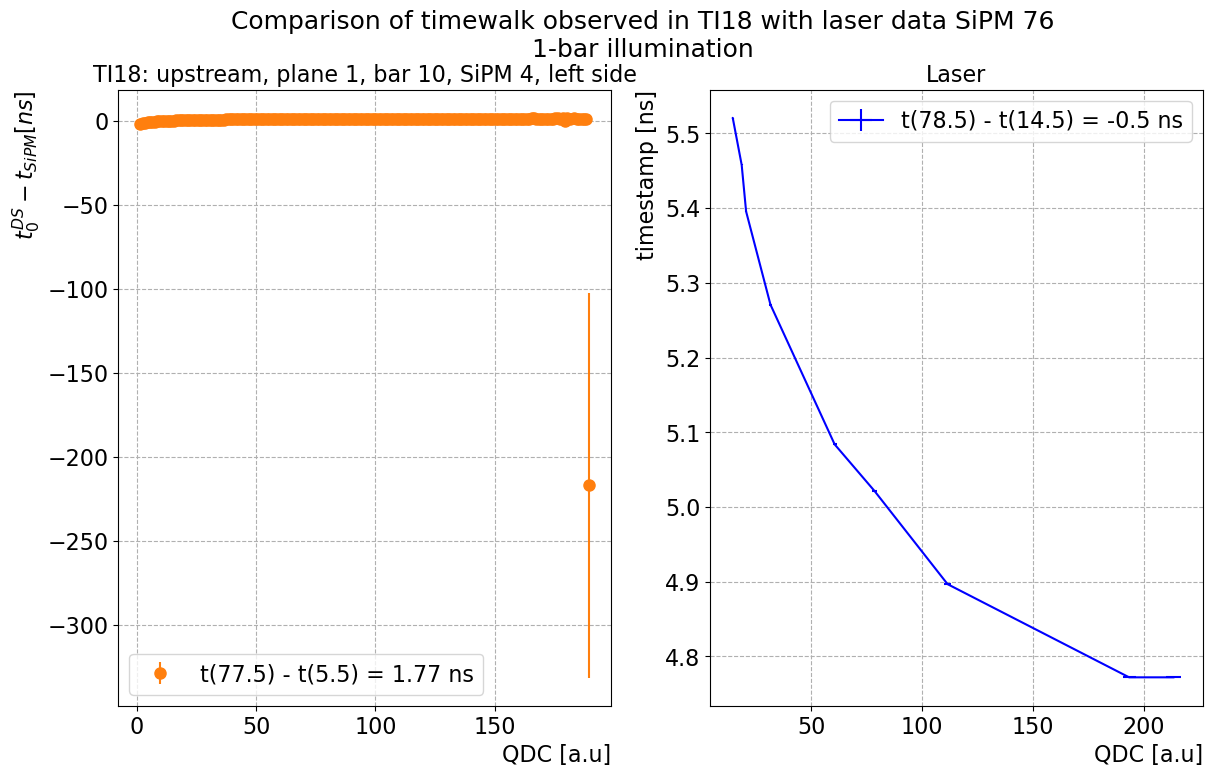 Comparison of timewalk observed in TI18 with laser data SiPM 76
1-bar illumination
TI18: upstream, plane 1, bar 10, SiPM 4, left side
t_0^{DS} − t_{SiPM}[ns]
0
−50
−100
−150
−200
−250
−300
t(77.5) - t(5.5) = 1.77 ns
0
50
100
150
QDC [a.u]
Laser
timestamp [ns]
5.5
5.4
5.3
5.2
5.1
5.0
4.9
4.8
t(78.5) - t(14.5) = -0.5 ns
50
100
150
200
QDC [a.u]